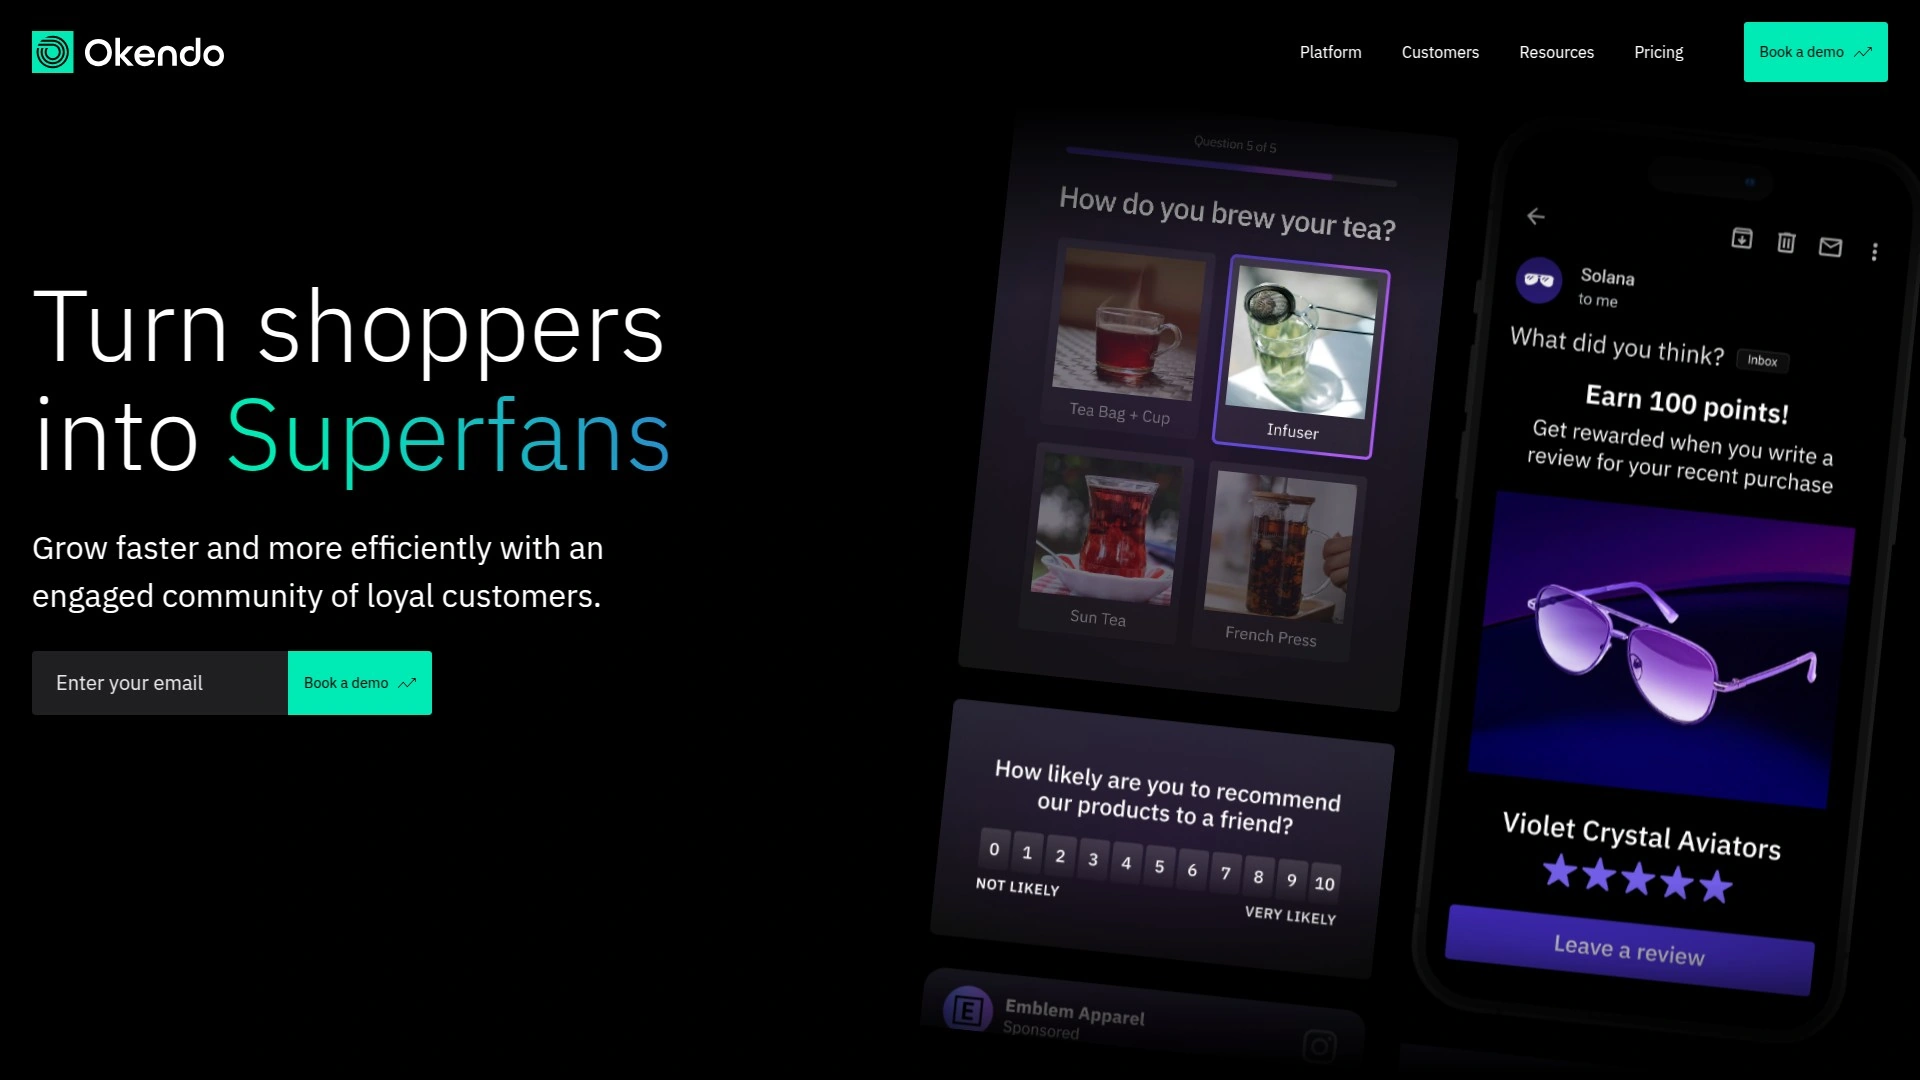 Okendo
Platform
Customers
Resources
Pricing
Book a demo
Turn shoppers
into Superfans
Grow faster and more efficiently with an
engaged community of loyal customers.
Enter your email
Book a demo
Question 5 of 5
How do you brew your tea?
Tea Bag + Cup
Infuser
Sun Tea
French Press
How likely are you to recommend
our products to a friend?
0 1 2 3 4 5 6 7 8 9 10
NOT LIKELY
VERY LIKELY
E
Emblem Apparel
Sponsored
Solana
to me
What did you think?
Inbox
Earn 100 points!
Get rewarded when you write a
review for your recent purchase
Violet Crystal Aviators
Leave a review